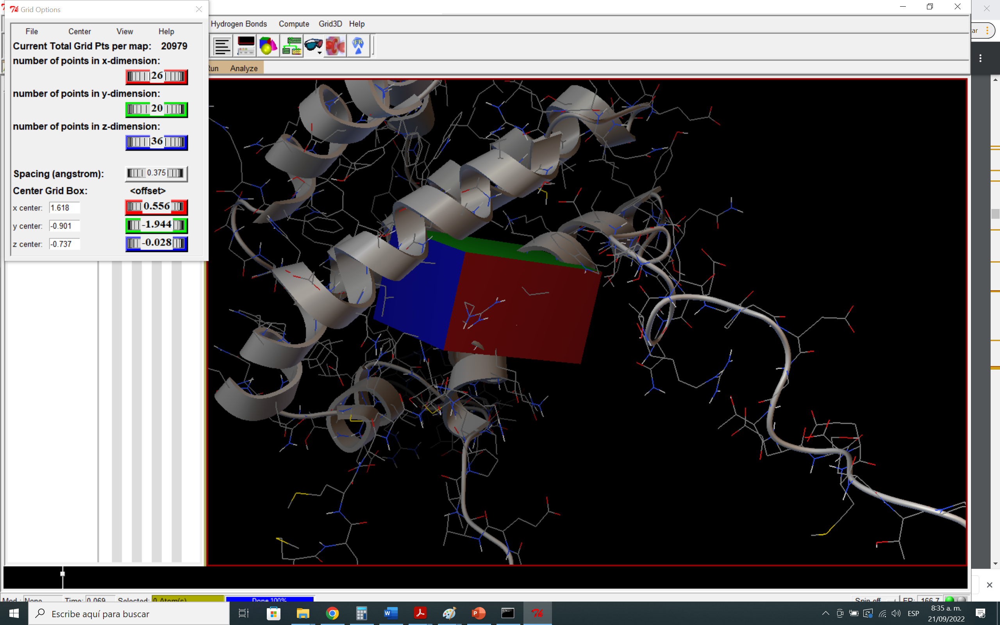 Grid Options
File Center View Help
Current Total Grid Pts per map: 20979
number of points in x-dimension:
26
number of points in y-dimension:
20
number of points in z-dimension:
36
Spacing (angstrom): 0.375
Center Grid Box: <offset>
x center: 1.618 0.556
y center: -0.901 -1.944
z center: -0.737 -0.028
Hydrogen Bonds Compute Grid3D Help
FR
Run Analyze
ar
Mod.: None Time: 0.069 Selected: 0 Atom(s) Done 100% Spin off FR: 166.7
Escribe aquí para buscar
W P
ESP
8:35 a. m.
21/09/2022